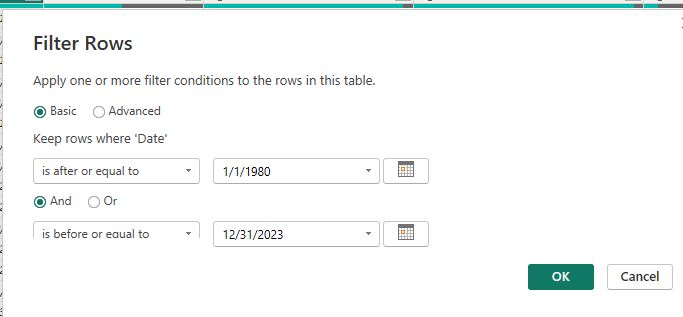 Filter Rows
Apply one or more filter conditions to the rows in this table.
Basic Advanced
Keep rows where 'Date'
is after or equal to 1/1/1980
And Or
is before or equal to 12/31/2023
OK Cancel